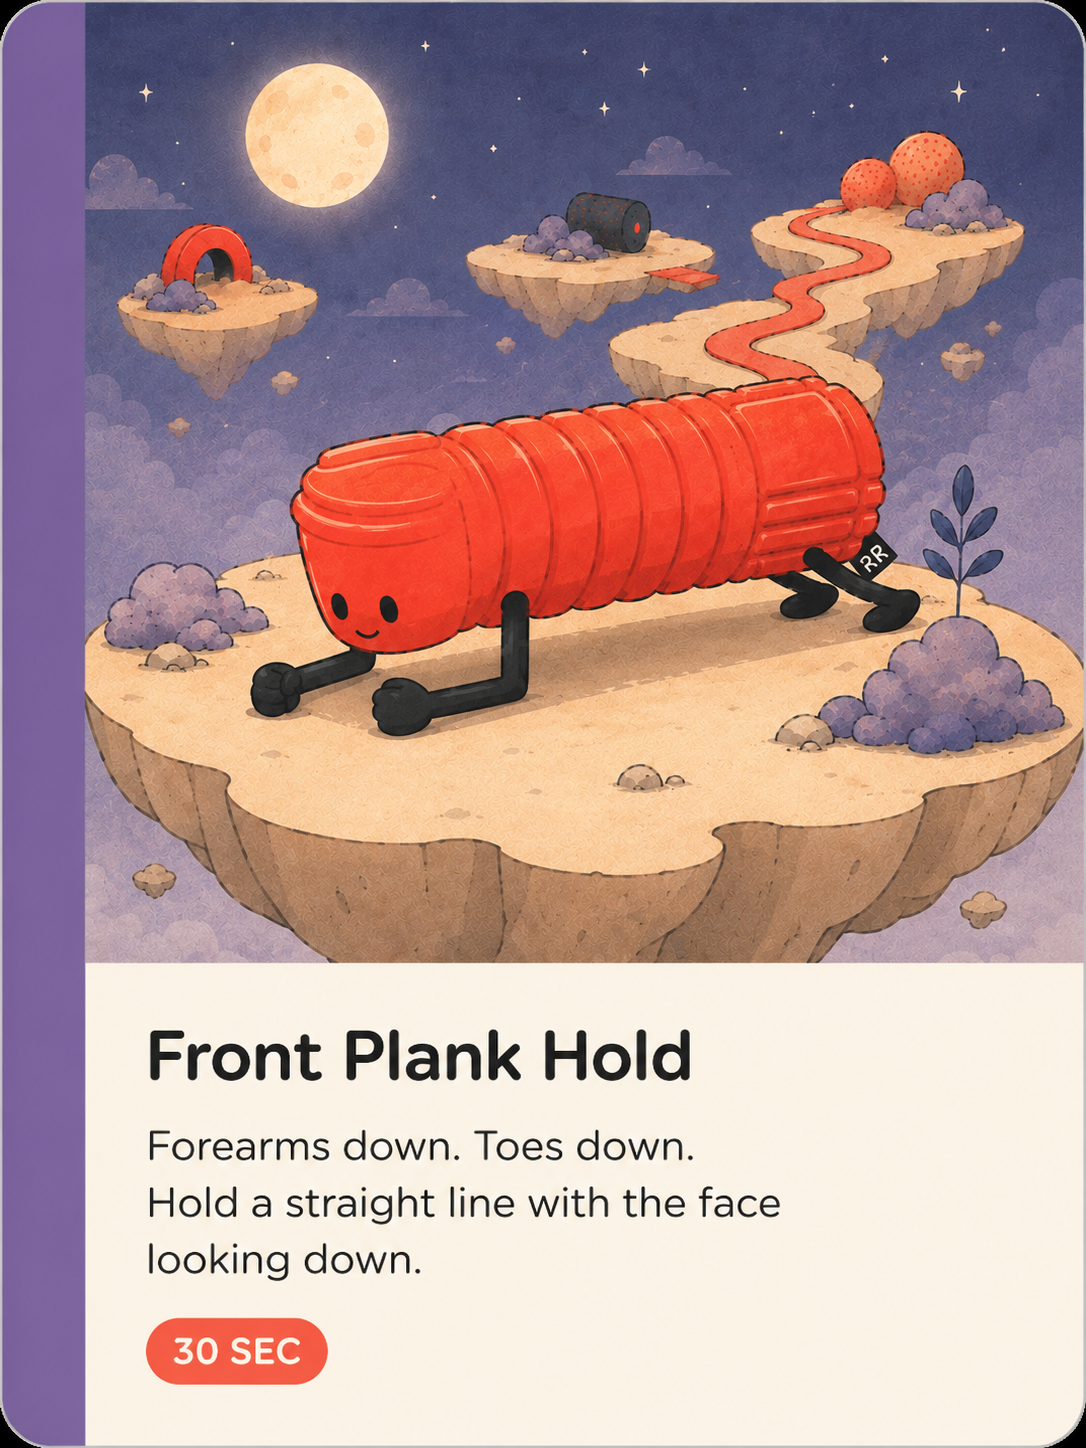 RR
Front Plank Hold
Forearms down. Toes down.
Hold a straight line with the face
looking down.
30 SEC